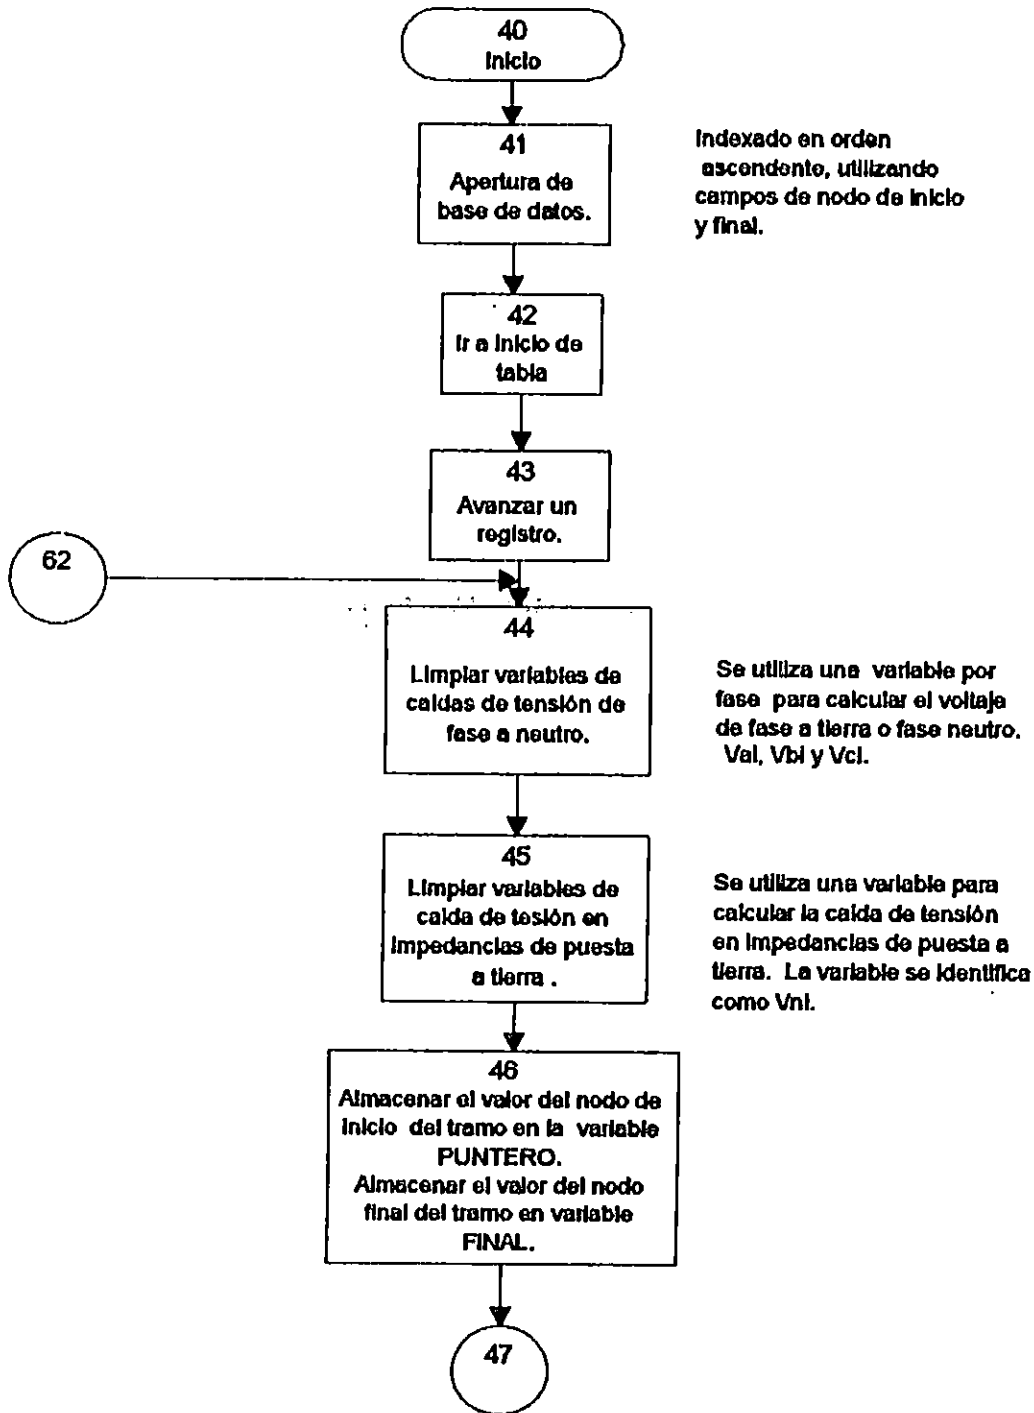 40
Inicio
41
Apertura de
base de datos.
Indexado en orden
ascendente, utilizando
campos de nodo de inicio
y final.
42
Ir a inicio de
tabla
43
Avanzar un
registro.
62
44
Limpiar variables de
caídas de tensión de
fase a neutro.
Se utiliza una variable por
fase para calcular el voltaje
de fase a tierra o fase neutro.
Vai, Vbi y Vci.
45
Limpiar variables de
caída de tesión en
impedancias de puesta
a tierra .
Se utiliza una variable para
calcular la caída de tensión
en impedancias de puesta a
tierra. La variable se identifica
como Vni.
46
Almacenar el valor del nodo de
inicio del tramo en la variable
PUNTERO.
Almacenar el valor del nodo
final del tramo en variable
FINAL.
47